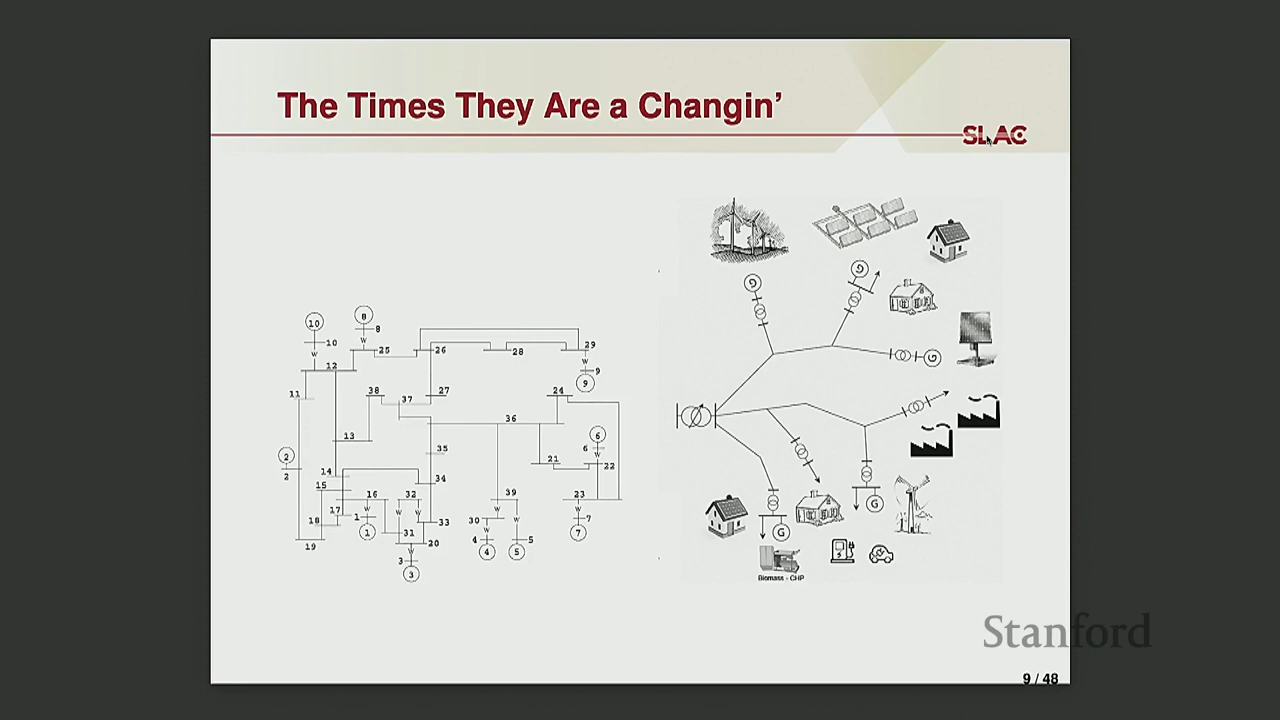 The Times They Are a Changin'
SLAC
10
8
10
8
W
W
25
26
28
29
12
W
9
9
11
38
37
27
24
36
6
13
35
6
W
2
2
14
21
22
34
15
16
32
39
23
17
W
W
W
W
W
W
1
1
18
33
30
7
7
31
W
5
19
20
4
4
5
W
3
3
G
G
G
G
G
Biomass - CHP
Stanford
9 / 48